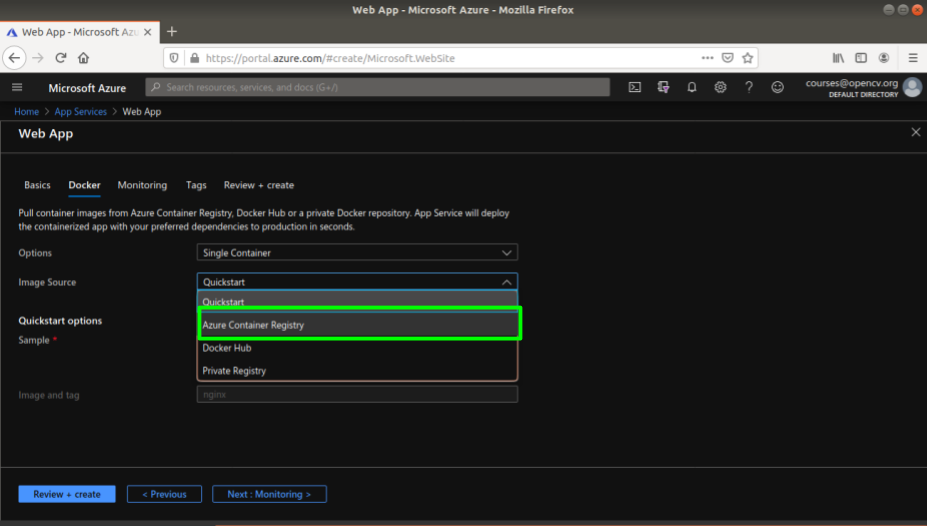 Web App - Microsoft Azure - Mozilla Firefox
Web App - Microsoft Azu
https://portal.azure.com/#create/Microsoft.WebSite
Microsoft Azure
Search resources, services, and docs (G+/)
courses@opencv.org
DEFAULT DIRECTORY
Home > App Services > Web App
Web App
Basics Docker Monitoring Tags Review + create
Pull container images from Azure Container Registry, Docker Hub or a private Docker repository. App Service will deploy
the containerized app with your preferred dependencies to production in seconds.
Options Single Container
Image Source Quickstart
Quickstart
Quickstart options
Azure Container Registry
Sample *
Docker Hub
Private Registry
Image and tag nginx
Review + create < Previous Next : Monitoring >